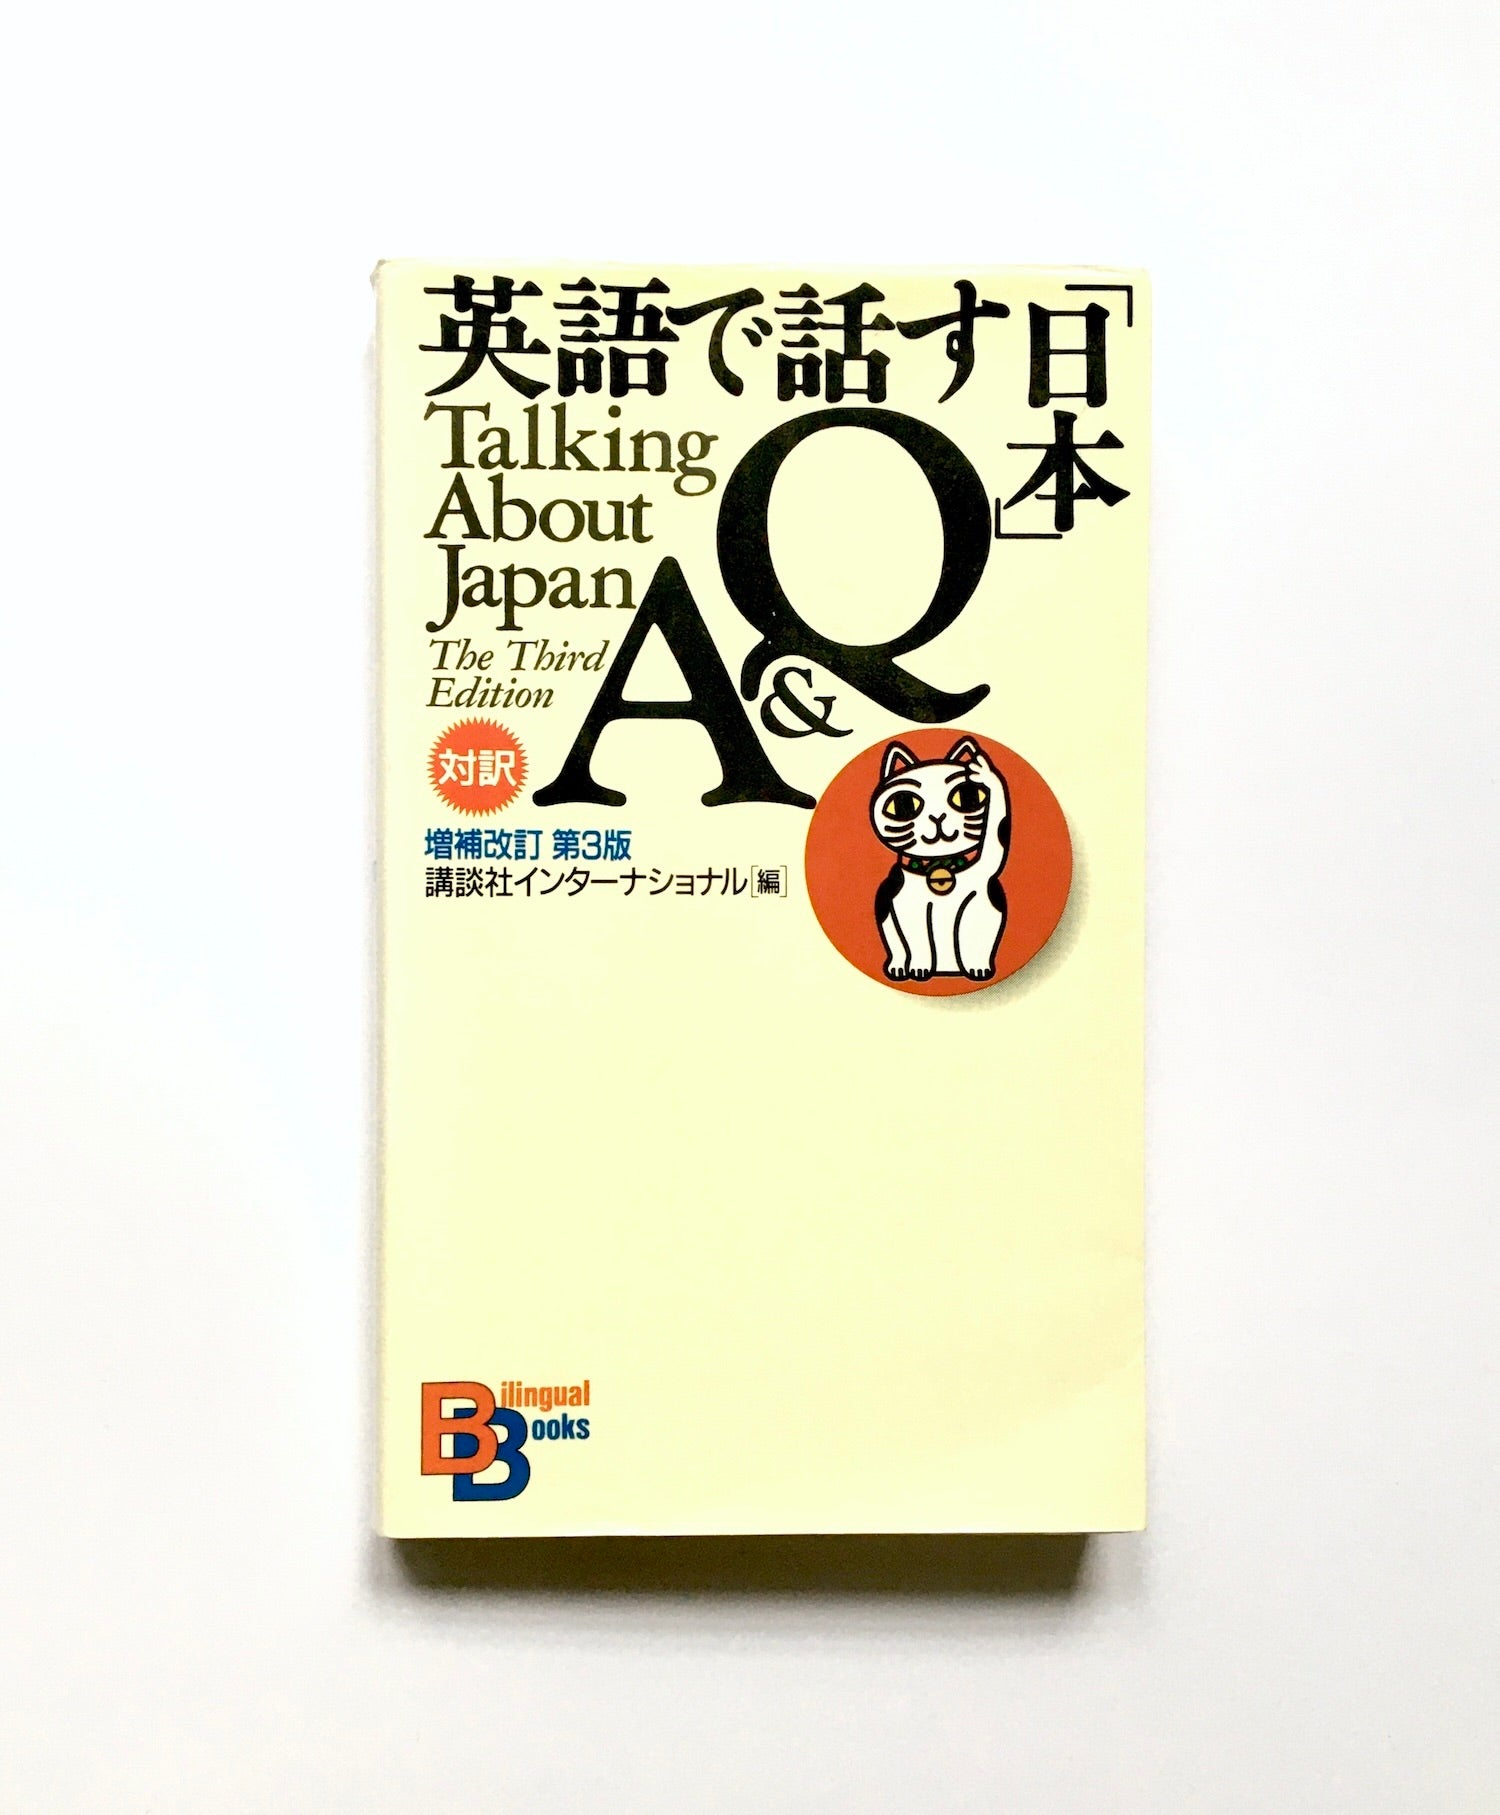 英語で話す「日本」
Talking
About
Japan
Q&A
The Third
Edition
対訳
増補改訂 第3版
講談社インターナショナル[編]
Bilingual
Books